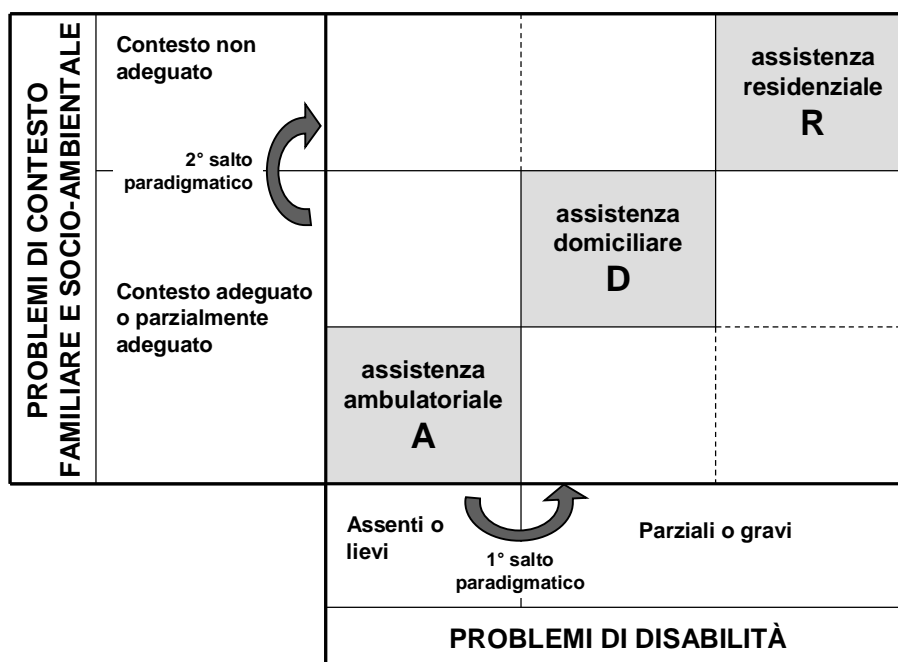 PROBLEMI DI CONTESTO
FAMILIARE E SOCIO-AMBIENTALE
Contesto non
adeguato
2° salto
paradigmatico
Contesto adeguato
o parzialmente
adeguato
assistenza
residenziale
R
assistenza
domiciliare
D
assistenza
ambulatoriale
A
Assenti o
lievi
1° salto
paradigmatico
Parziali o gravi
PROBLEMI DI DISABILITÀ